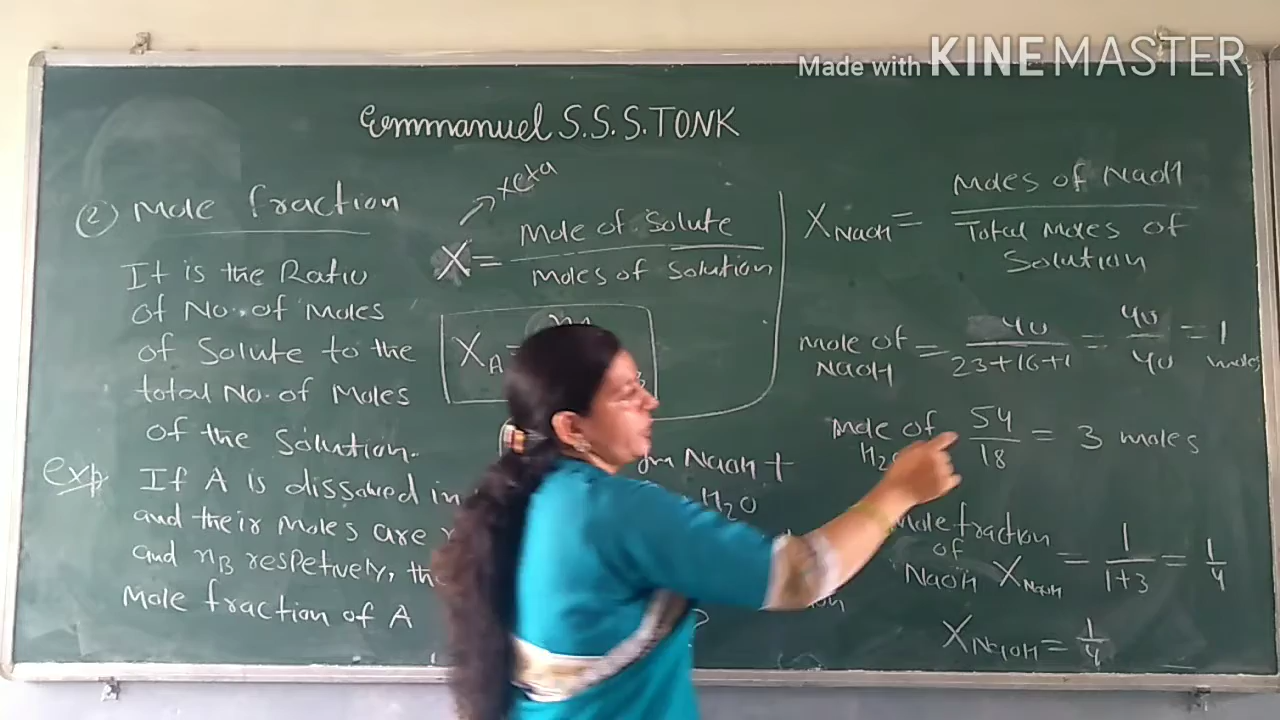 Made with KINEMASTER
Emmanuel S.S.S. TONK
② Mole fraction
It is the Ratio
of No. of Moles
of Solute to the
total No. of Moles
of the Solution.
exp. If A is dissolved in
and their Moles are
and nB respetively, the
Mole fraction of A
xexa
X = Mole of Solute
Moles of Solution
XA =
NaOH +
H2O
?
XNaOH = Moles of NaOH
Total Moles of
Solution
Mole of NaOH = 40 / 23+16+1 = 40/40 = 1 moles
Mole of 54/18 = 3 moles
Mole fraction
of
NaOH XNaOH = 1/1+3 = 1/4
XNaOH = 1/4